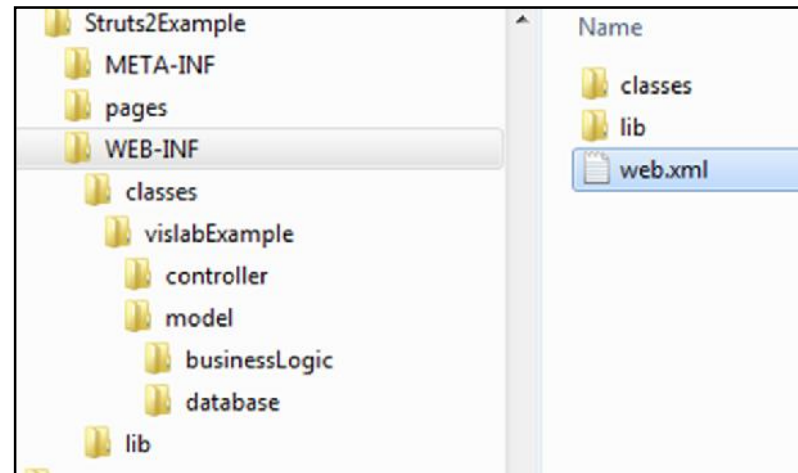 Struts2Example
META-INF
pages
WEB-INF
classes
vislabExample
controller
model
businessLogic
database
lib
Name
classes
lib
web.xml